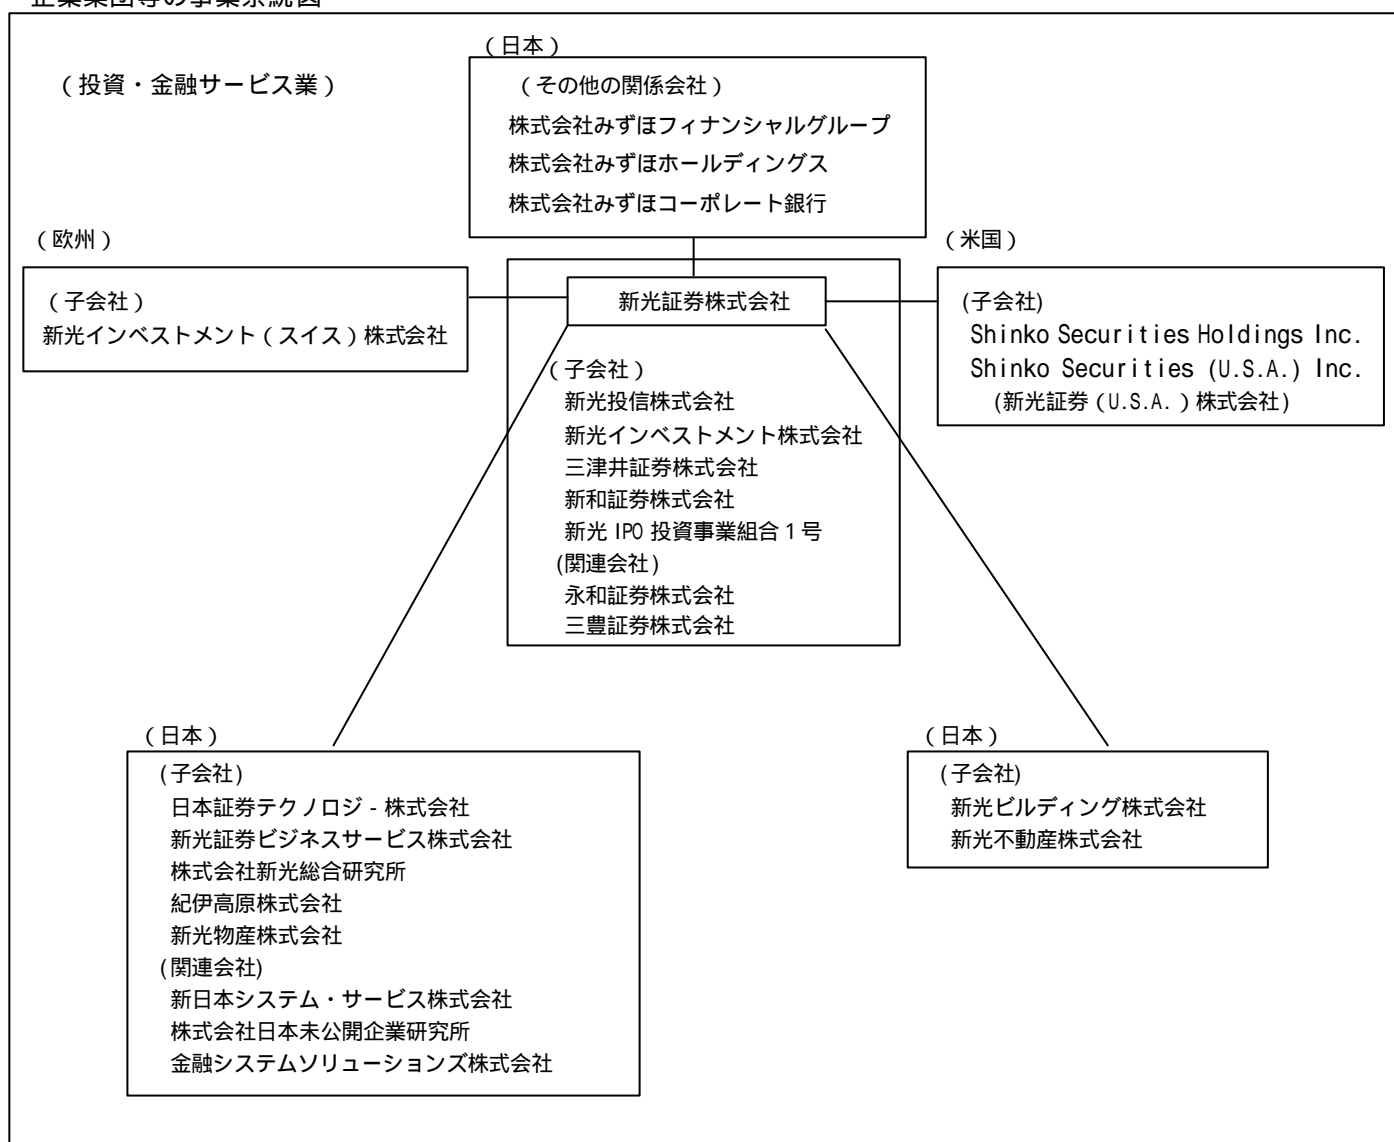 企業集団等の事業系統図
（日本）
（投資・金融サービス業）
（その他の関係会社）
株式会社みずほフィナンシャルグループ
株式会社みずほホールディングス
株式会社みずほコーポレート銀行
（欧州）
（子会社）
新光インベストメント（スイス）株式会社
新光証券株式会社
（子会社）
新光投信株式会社
新光インベストメント株式会社
三津井証券株式会社
新和証券株式会社
新光 IPO 投資事業組合１号
(関連会社)
永和証券株式会社
三豊証券株式会社
（米国）
(子会社)
Shinko Securities Holdings Inc.
Shinko Securities (U.S.A.) Inc.
(新光証券（U.S.A.）株式会社)
（日本）
(子会社)
日本証券テクノロジ - 株式会社
新光証券ビジネスサービス株式会社
株式会社新光総合研究所
紀伊高原株式会社
新光物産株式会社
(関連会社)
新日本システム・サービス株式会社
株式会社日本未公開企業研究所
金融システムソリューションズ株式会社
（日本）
(子会社)
新光ビルディング株式会社
新光不動産株式会社